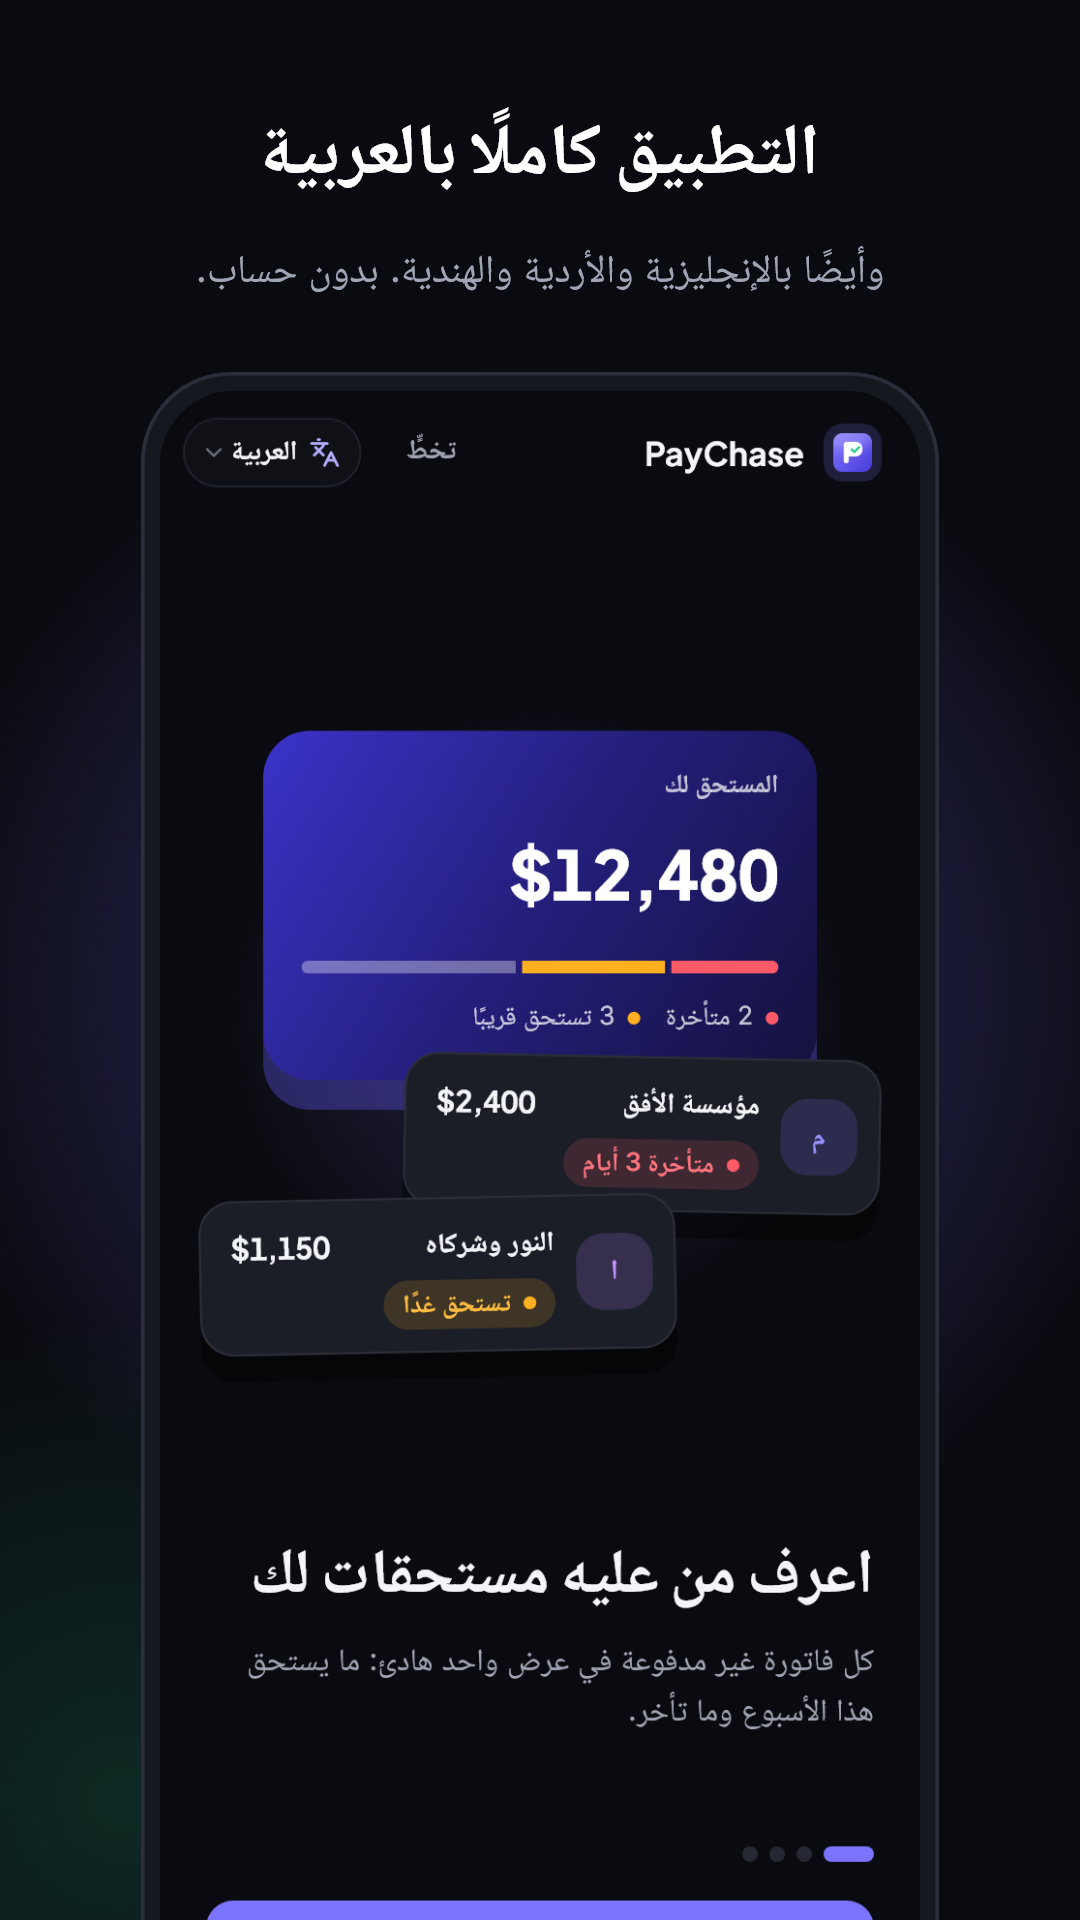 التطبيق كاملًا بالعربية
وأيضًا بالإنجليزية والأردية والهندية. بدون حساب.
PayChase
تخطٍّ
العربية
المستحق لك
$12,480
2 متأخرة
3 تستحق قريبًا
م
مؤسسة الأفق
$2,400
متأخرة 3 أيام
ا
النور وشركاه
$1,150
تستحق غدًا
اعرف من عليه مستحقات لك
كل فاتورة غير مدفوعة في عرض واحد هادئ: ما يستحق
هذا الأسبوع وما تأخر.